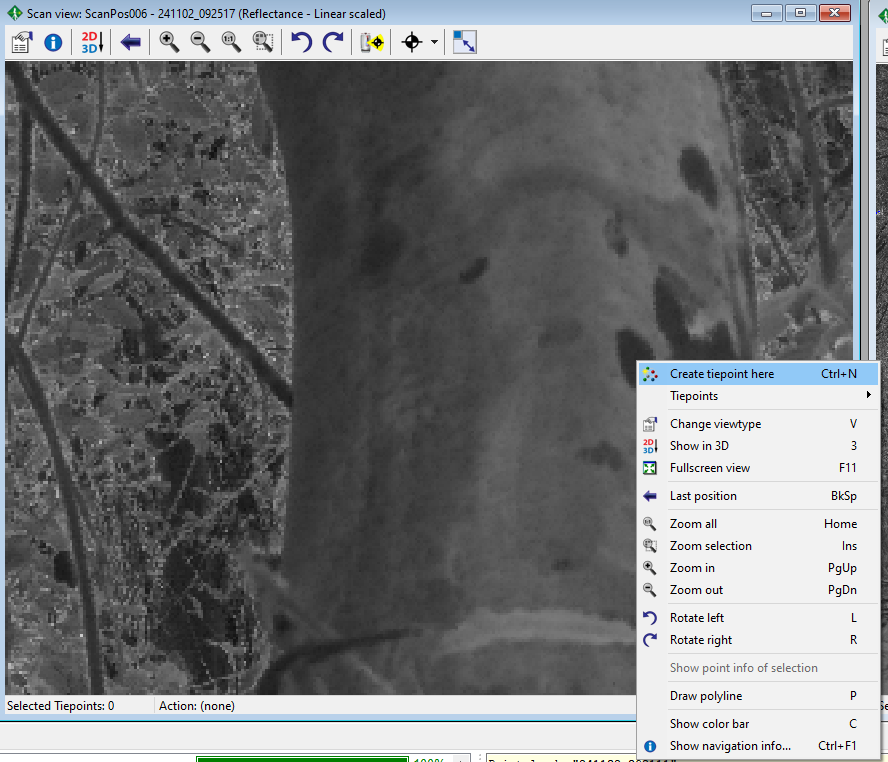 Scan view: ScanPos006 - 241102_092517 (Reflectance - Linear scaled)
2D
3D
1:1
Create tiepoint here Ctrl+N
Tiepoints
Change viewtype V
2D
3D
Show in 3D 3
Fullscreen view F11
Last position BkSp
Zoom all Home
Zoom selection Ins
Zoom in PgUp
Zoom out PgDn
Rotate left L
Rotate right R
Show point info of selection
Draw polyline P
Show color bar C
Show navigation info... Ctrl+F1
Selected Tiepoints: 0 Action: (none)
100%